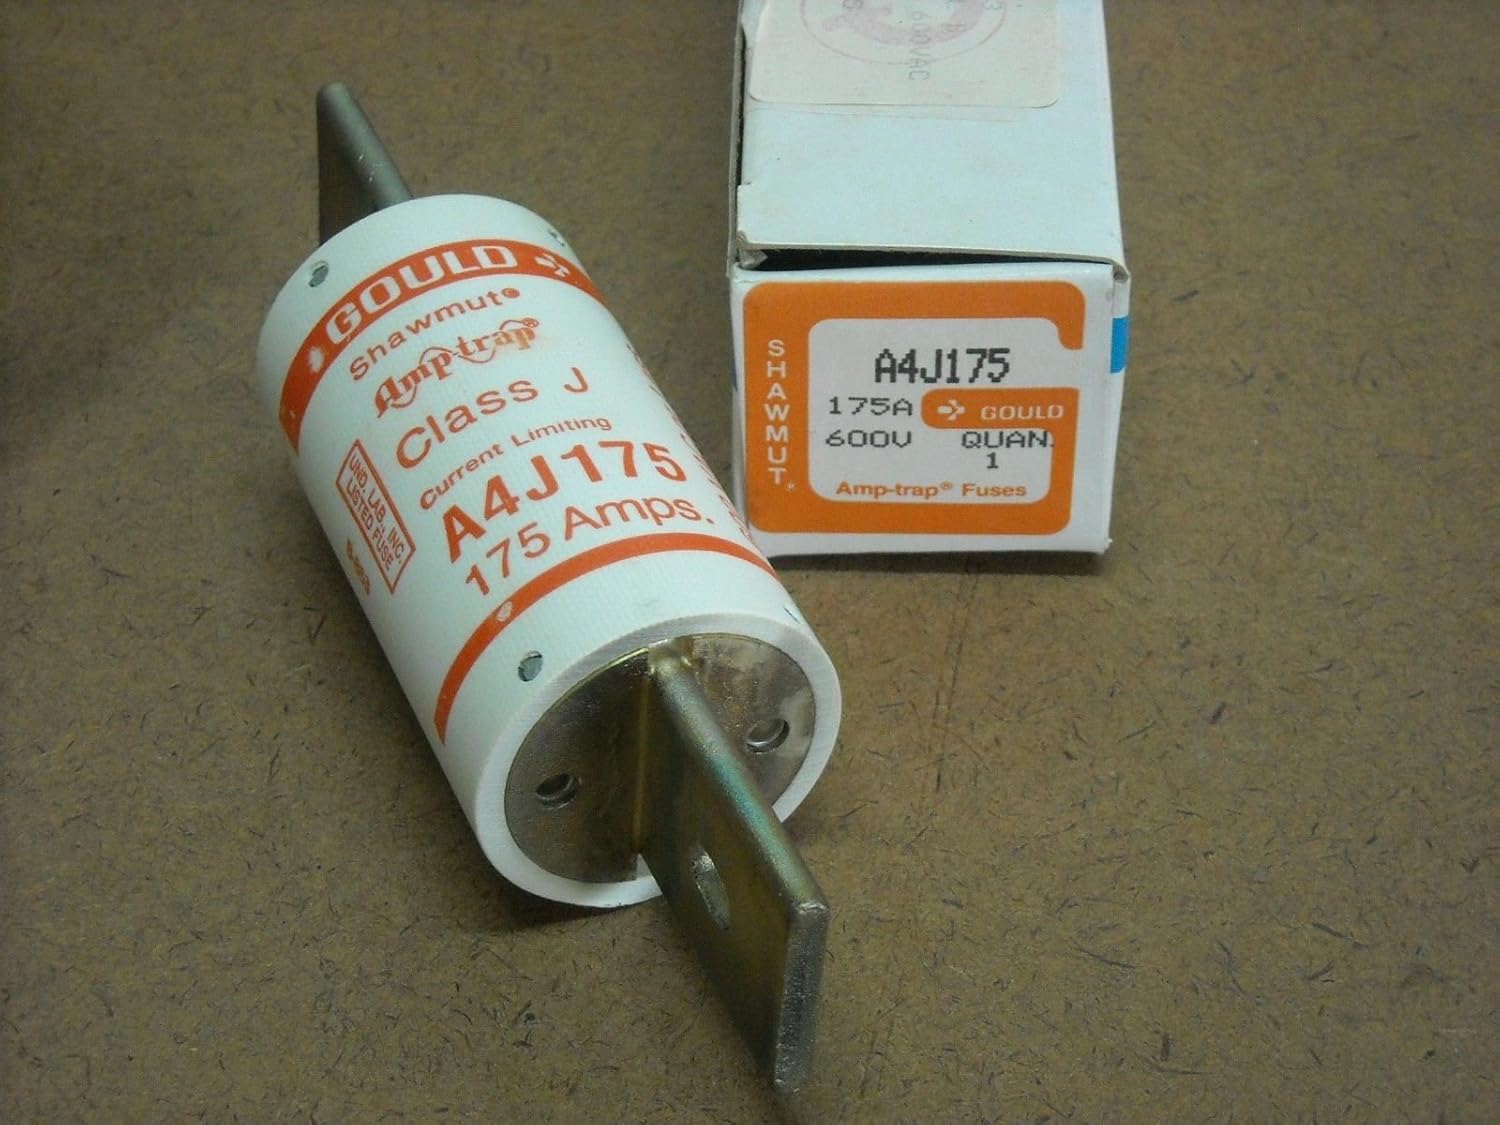 GOULD
Shawmut®
Amp-trap®
Class J
Current Limiting
A4J175
175 Amps.
UND. LAB. INC.
LISTED FUSE
600VAC
SHAWMUT®
A4J175
175A
GOULD
600V QUAN.
1
Amp-trap® Fuses